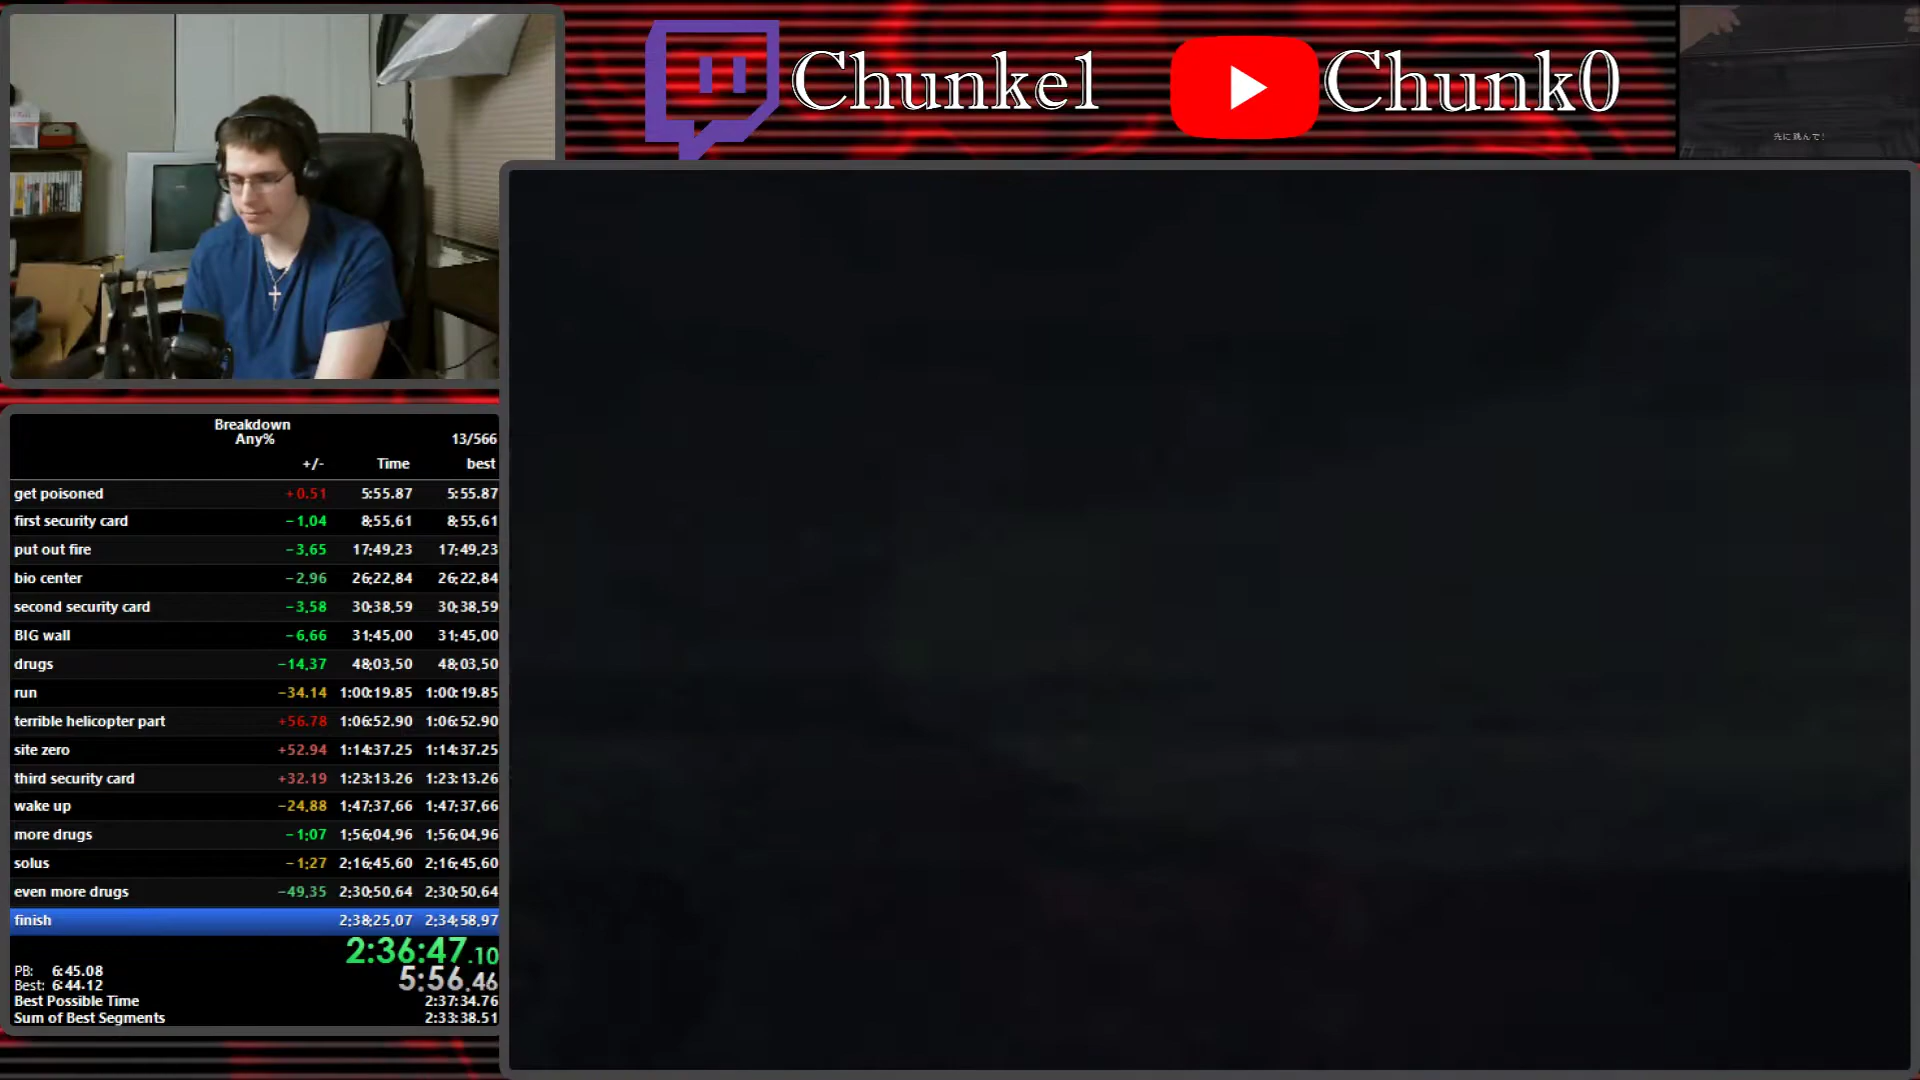 Chunke1
Chunk0
先に跳んで!
Breakdown
Any% 13/566
+/- Time best
get poisoned +0.51 5:55.87 5:55.87
first security card −1.04 8:55.61 8:55.61
put out fire −3.65 17:49.23 17:49.23
bio center −2.96 26:22.84 26:22.84
second security card −3.58 30:38.59 30:38.59
BIG wall −6.66 31:45.00 31:45.00
drugs −14.37 48:03.50 48:03.50
run −34.14 1:00:19.85 1:00:19.85
terrible helicopter part +56.78 1:06:52.90 1:06:52.90
site zero +52.94 1:14:37.25 1:14:37.25
third security card +32.19 1:23:13.26 1:23:13.26
wake up −24.88 1:47:37.66 1:47:37.66
more drugs −1:07 1:56:04.96 1:56:04.96
solus −1:27 2:16:45.60 2:16:45.60
even more drugs −49.35 2:30:50.64 2:30:50.64
finish 2:38:25.07 2:34:58.97
2:36:47.10
PB: 6:45.08
5:56.46
Best: 6:44.12
Best Possible Time 2:37:34.76
Sum of Best Segments 2:33:38.51